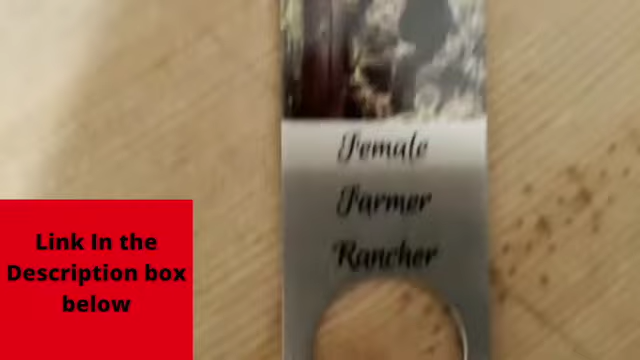 Female
Farmer
Rancher
Link In the
Description box
below